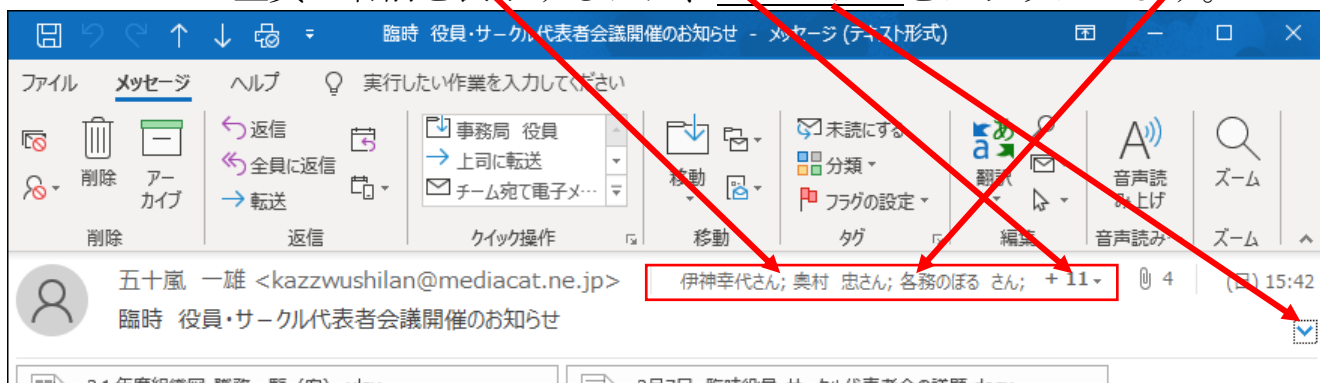 臨時 役員・サークル代表者会議開催のお知らせ - メッセージ (テキスト形式)
ファイル メッセージ ヘルプ 実行したい作業を入力してください
削除 アーカイブ
返信
全員に返信
転送
事務局 役員
上司に転送
チーム宛て電子メ…
移動
未読にする
分類
フラグの設定
翻訳
音声読み上げ
ズーム
削除 返信 クイック操作 移動 タグ 編集 音声読み… ズーム
五十嵐 一雄 <kazzwushilan@mediacat.ne.jp> 伊神幸代さん; 奥村 忠さん; 各務のぼる さん; + 11 4 (日) 15:42
臨時 役員・サークル代表者会議開催のお知らせ